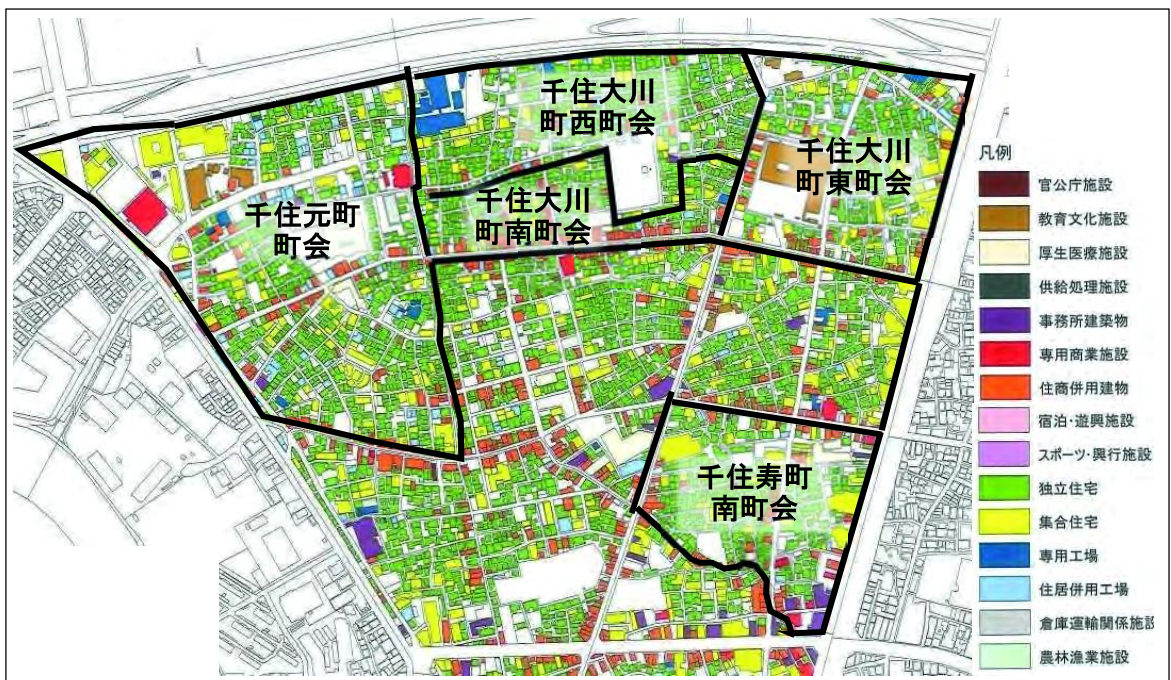 千住大川
町西町会
千住大川
町東町会
千住大川
町南町会
千住元町
町会
千住寿町
南町会
凡例
官公庁施設
教育文化施設
厚生医療施設
供給処理施設
事務所建築物
専用商業施設
住商併用建物
宿泊・遊興施設
スポーツ・興行施設
独立住宅
集合住宅
専用工場
住居併用工場
倉庫運輸関係施設
農林漁業施設